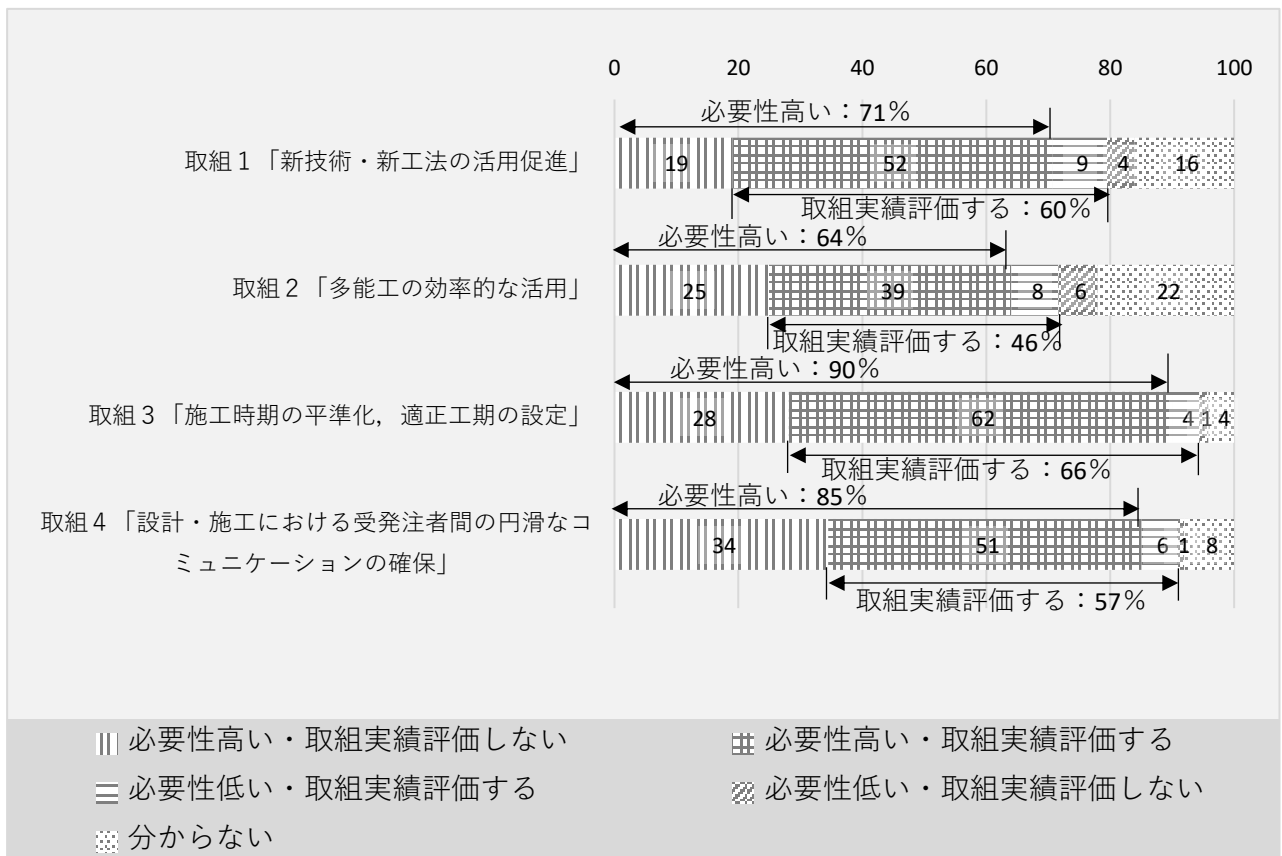 0 20 40 60 80 100
必要性高い：71％
取組１「新技術・新工法の活用促進」 19 52 9 4 16
取組実績評価する：60％
必要性高い：64％
取組２「多能工の効率的な活用」 25 39 8 6 22
取組実績評価する：46％
必要性高い：90％
取組３「施工時期の平準化，適正工期の設定」 28 62 4 1 4
取組実績評価する：66％
必要性高い：85％
取組４「設計・施工における受発注者間の円滑なコ
ミュニケーションの確保」 34 51 6 1 8
取組実績評価する：57％
必要性高い・取組実績評価しない 必要性高い・取組実績評価する
必要性低い・取組実績評価する 必要性低い・取組実績評価しない
分からない